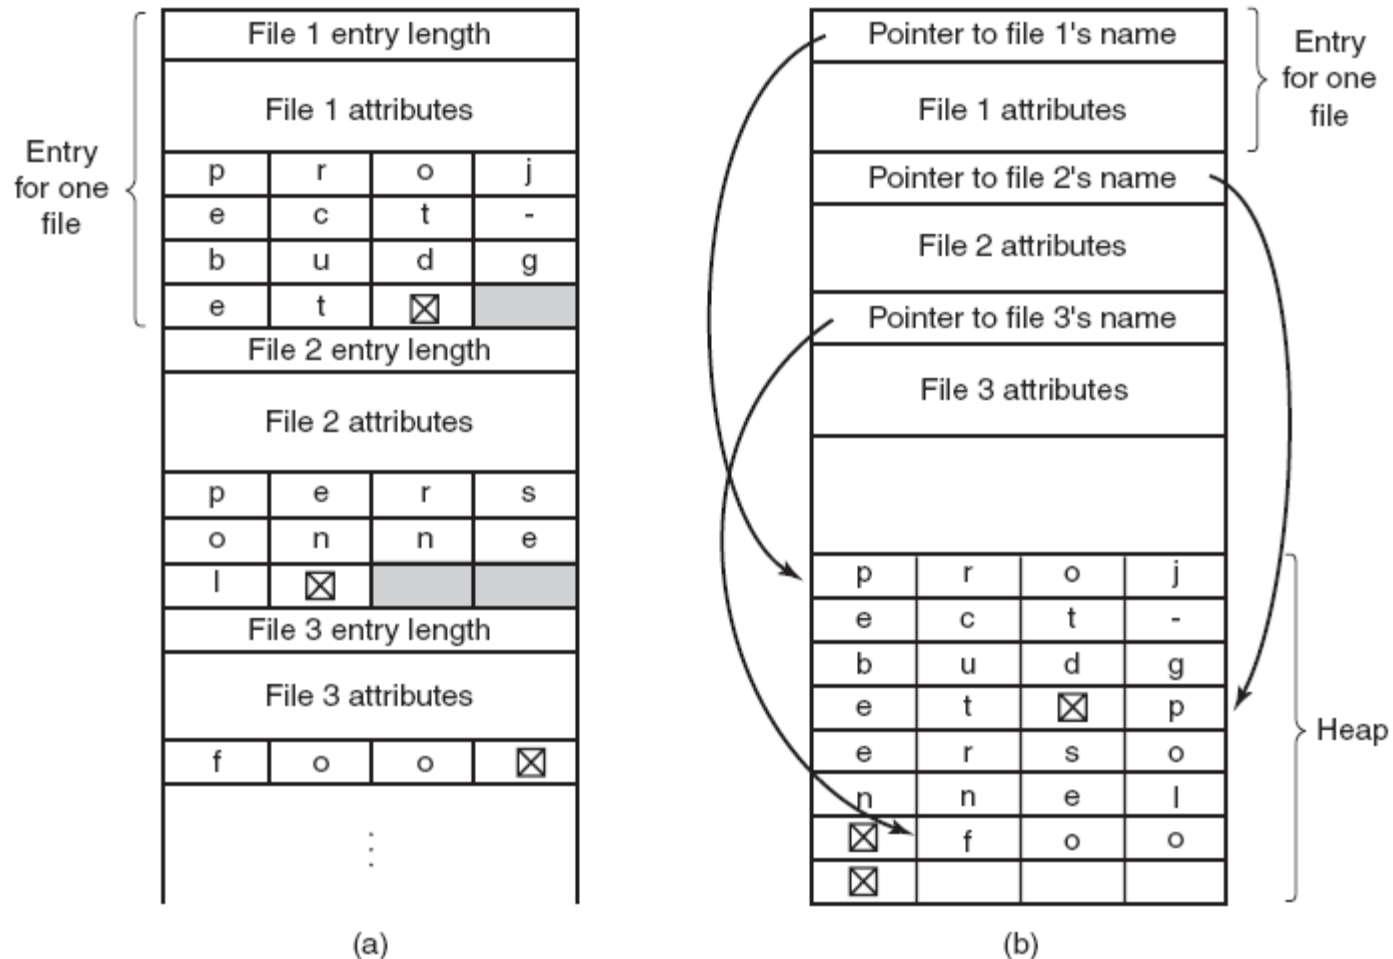 File 1 entry length
File 1 attributes
Entry
for one
file
p r o j
e c t -
b u d g
e t ☒
File 2 entry length
File 2 attributes
p e r s
o n n e
l ☒
File 3 entry length
File 3 attributes
f o o ☒
⋮
(a)
Pointer to file 1's name
File 1 attributes
Entry
for one
file
Pointer to file 2's name
File 2 attributes
Pointer to file 3's name
File 3 attributes
p r o j
e c t -
b u d g
e t ☒ p
e r s o
n n e l
☒ f o o
☒
Heap
(b)